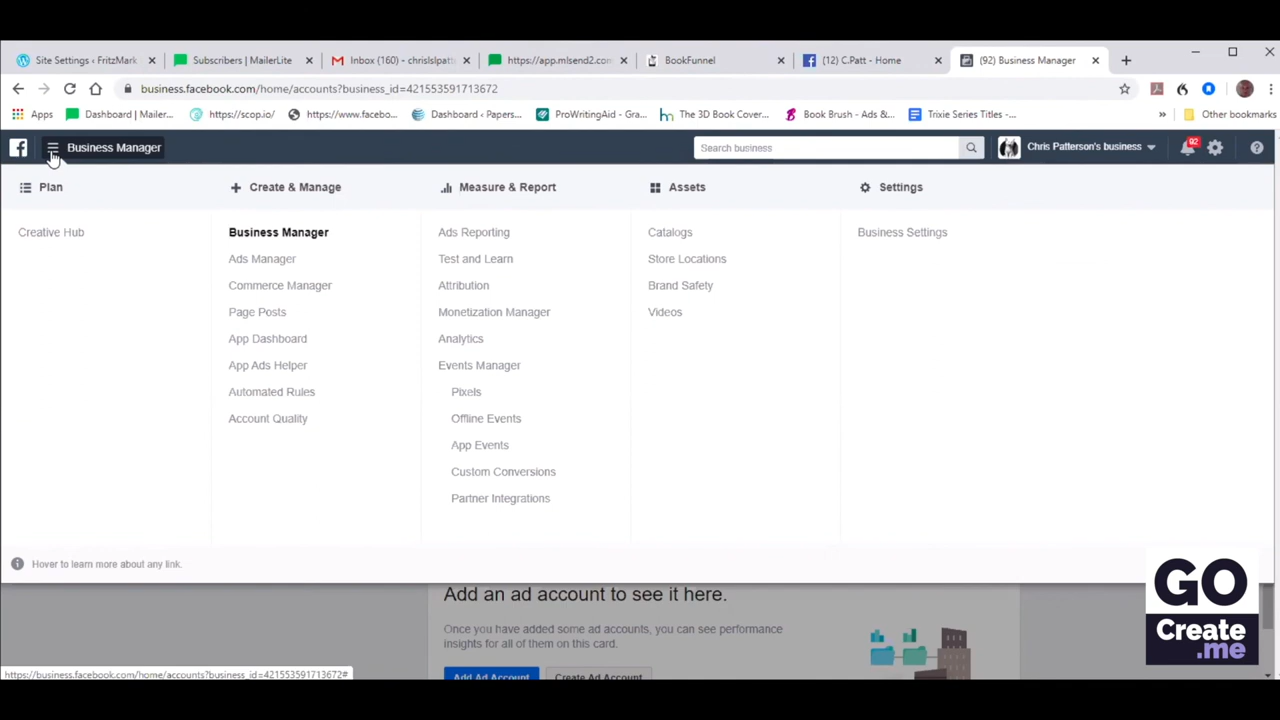 Site Settings ‹ FritzMark
Subscribers | MailerLite
Inbox (160) - chrislslpatt
https://app.mlsend2.com
BookFunnel
(12) C.Patt - Home
(92) Business Manager
business.facebook.com/home/accounts?business_id=421553591713672
Apps
Dashboard | Mailer...
https://scop.io/
https://www.facebo...
Dashboard ‹ Papers...
ProWritingAid - Gra...
The 3D Book Cover...
Book Brush - Ads &...
Trixie Series Titles -...
»
Other bookmarks
Business Manager
Search business
Chris Patterson's business
92
Plan
Create & Manage
Measure & Report
Assets
Settings
Creative Hub
Business Manager
Ads Manager
Commerce Manager
Page Posts
App Dashboard
App Ads Helper
Automated Rules
Account Quality
Ads Reporting
Test and Learn
Attribution
Monetization Manager
Analytics
Events Manager
Pixels
Offline Events
App Events
Custom Conversions
Partner Integrations
Catalogs
Store Locations
Brand Safety
Videos
Business Settings
Hover to learn more about any link.
Add an ad account to see it here.
Once you have added some ad accounts, you can see performance
insights for all of them on this card.
Add Ad Account
Create Ad Account
https://business.facebook.com/home/accounts?business_id=421553591713672#
GO
Create
.me